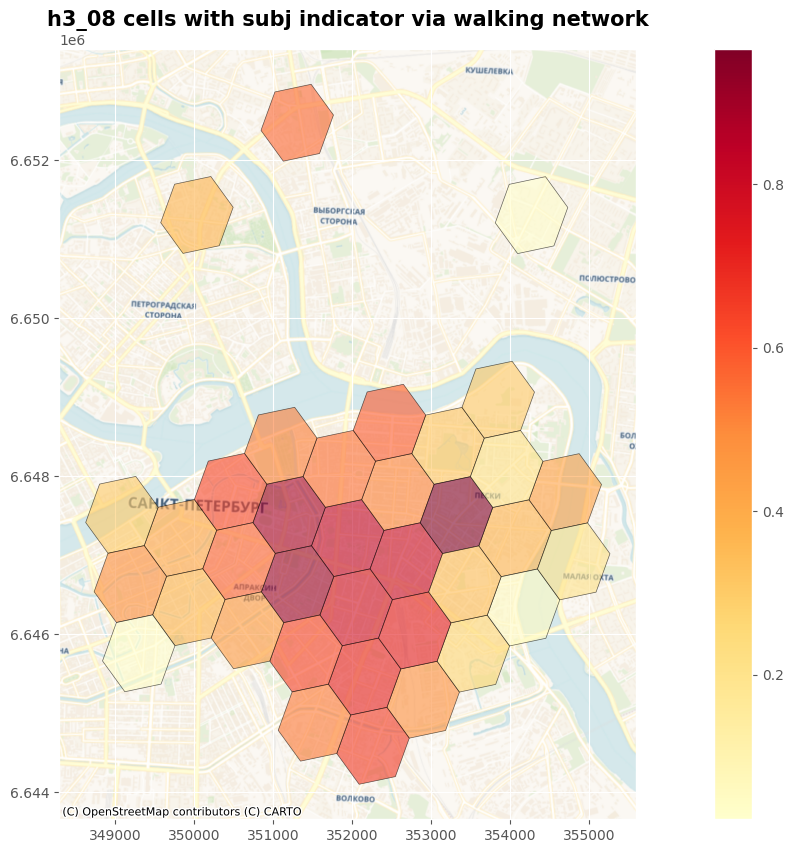 h3_08 cells with subj indicator via walking network
1e6
КУШЕЛЕВКА
6.652
0.8
ВЫБОРГСКАЯ
СТОРОНА
ПОЛЮСТРОВО
ПЕТРОГРАДСКАЯ
СТОРОНА
6.650
0.6
6.648
ПЕСКИ
САНКТ-ПЕТЕРБУРГ
0.4
МАЛАЯ ОХТА
АПРАКСИН
ДВОР
6.646
0.2
6.644
ВОЛКОВО
(C) OpenStreetMap contributors (C) CARTO
349000 350000 351000 352000 353000 354000 355000